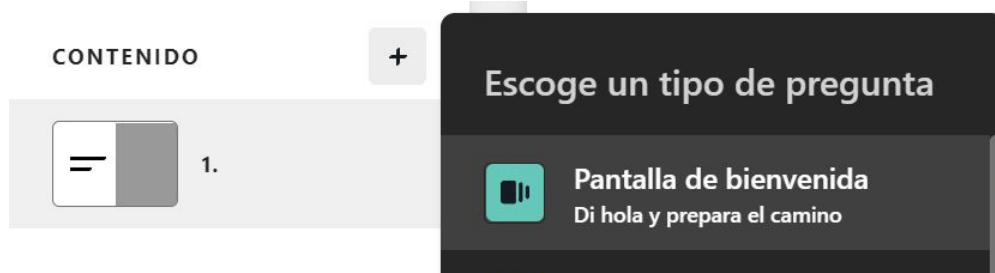 CONTENIDO
+
1.
Escoge un tipo de pregunta
Pantalla de bienvenida
Di hola y prepara el camino